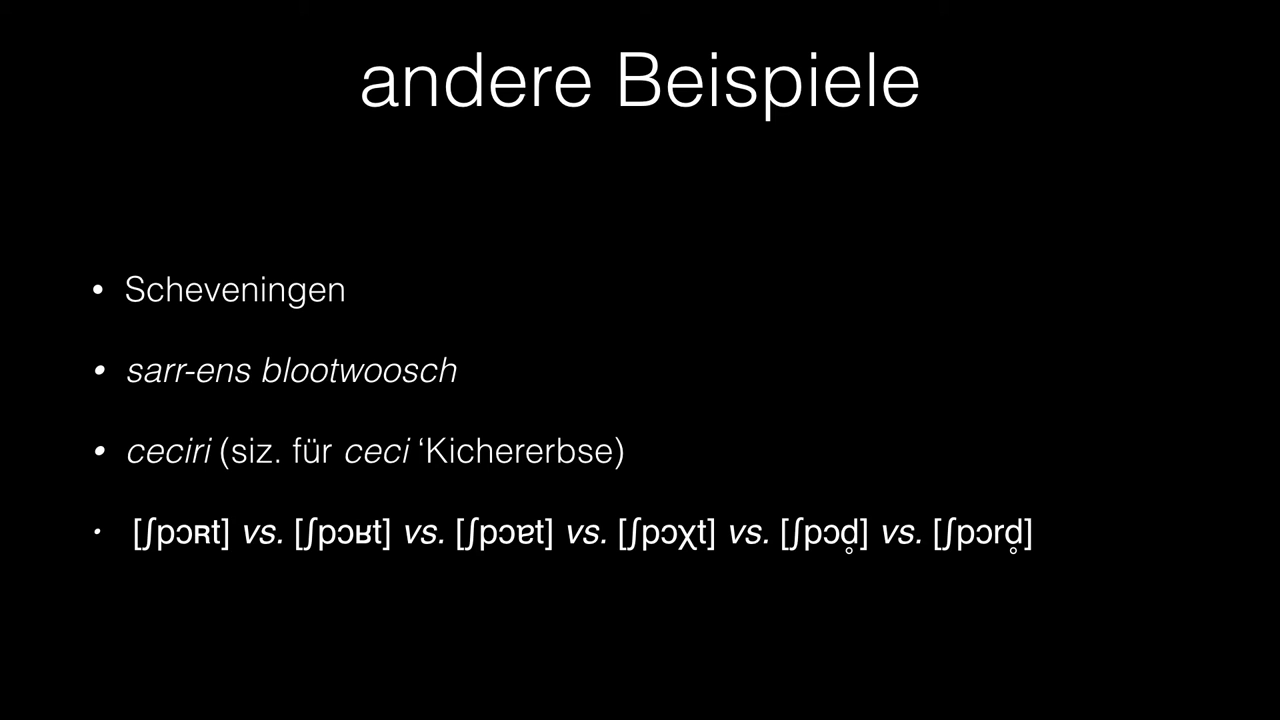 andere Beispiele
• Scheveningen
• sarr-ens blootwoosch
• ceciri (siz. für ceci ‘Kichererbse)
• [ʃpɔʀt] vs. [ʃpɔʁt] vs. [ʃpɔɐt] vs. [ʃpɔχt] vs. [ʃpɔd̥] vs. [ʃpɔrd̥]